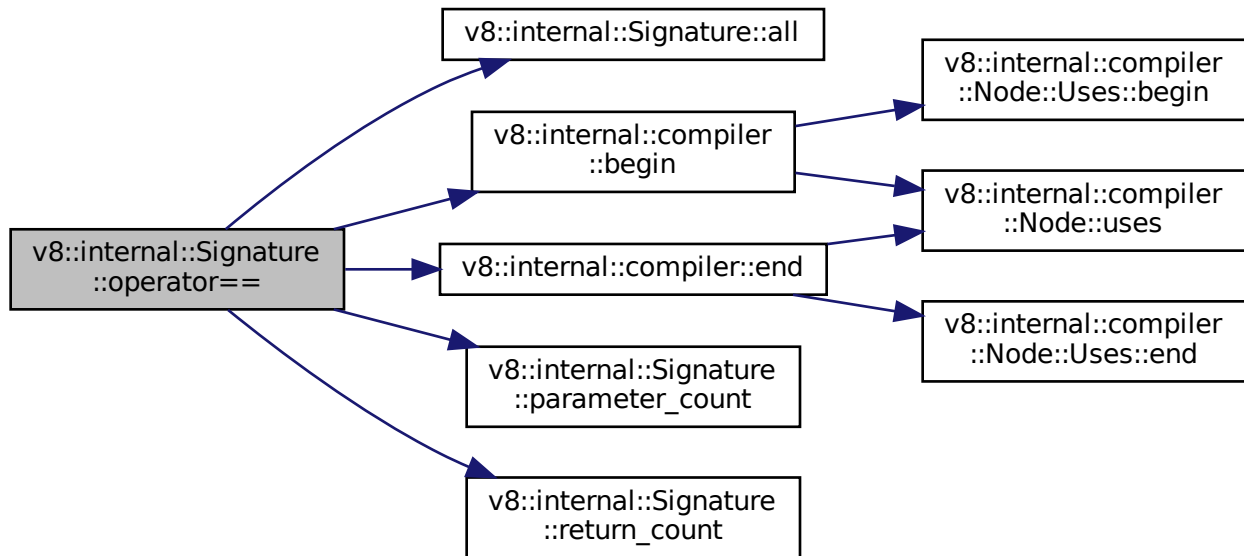 v8::internal::Signature
::operator==
v8::internal::Signature::all
v8::internal::compiler
::begin
v8::internal::compiler::end
v8::internal::Signature
::parameter_count
v8::internal::Signature
::return_count
v8::internal::compiler
::Node::Uses::begin
v8::internal::compiler
::Node::uses
v8::internal::compiler
::Node::Uses::end